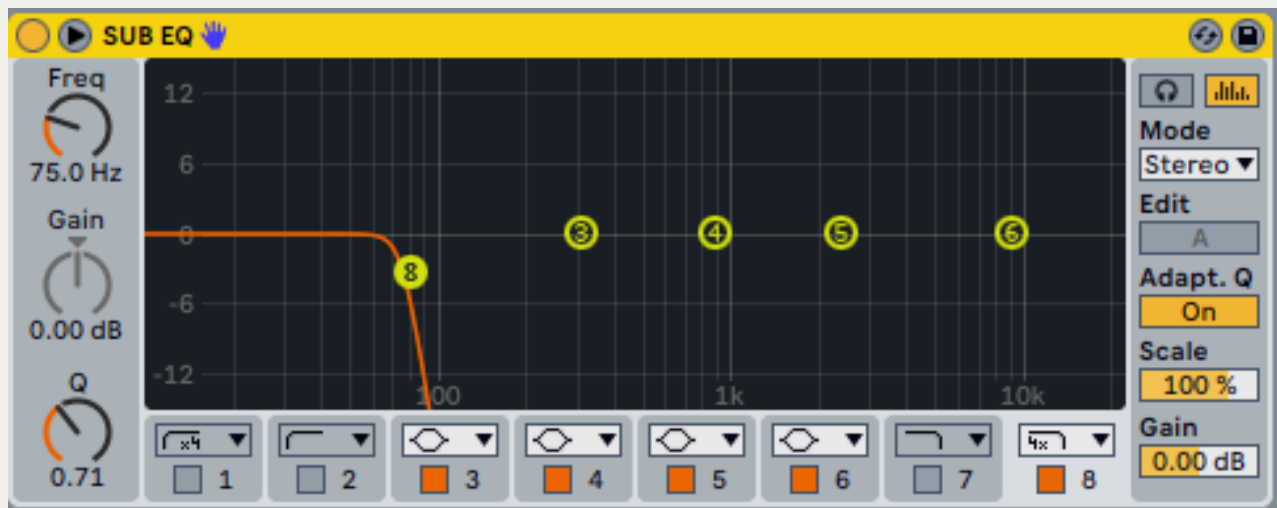 SUB EQ
Freq
75.0 Hz
Gain
0.00 dB
Q
0.71
12
6
0
-6
-12
100
1k
10k
3
4
5
6
8
x4
4x
1
2
3
4
5
6
7
8
Mode
Stereo
Edit
A
Adapt. Q
On
Scale
100 %
Gain
0.00 dB